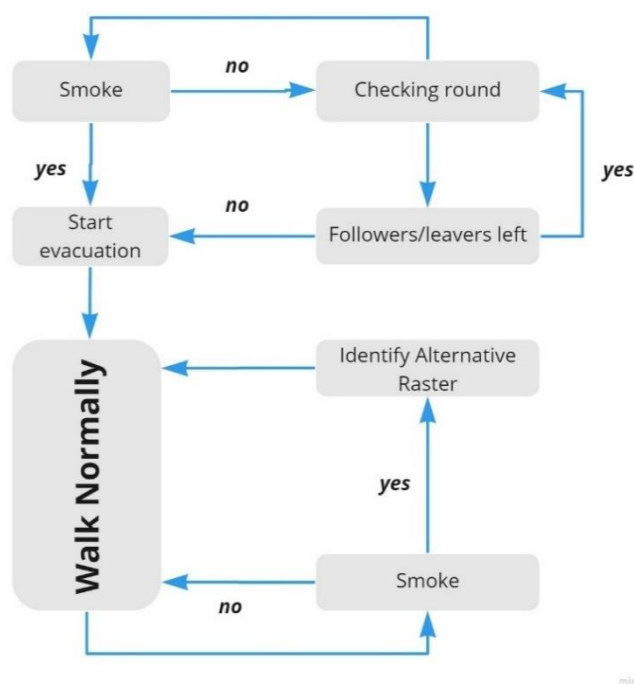 Smoke
no
Checking round
yes
yes
Start
evacuation
no
Followers/leavers left
Walk Normally
Identify Alternative
Raster
yes
Smoke
no